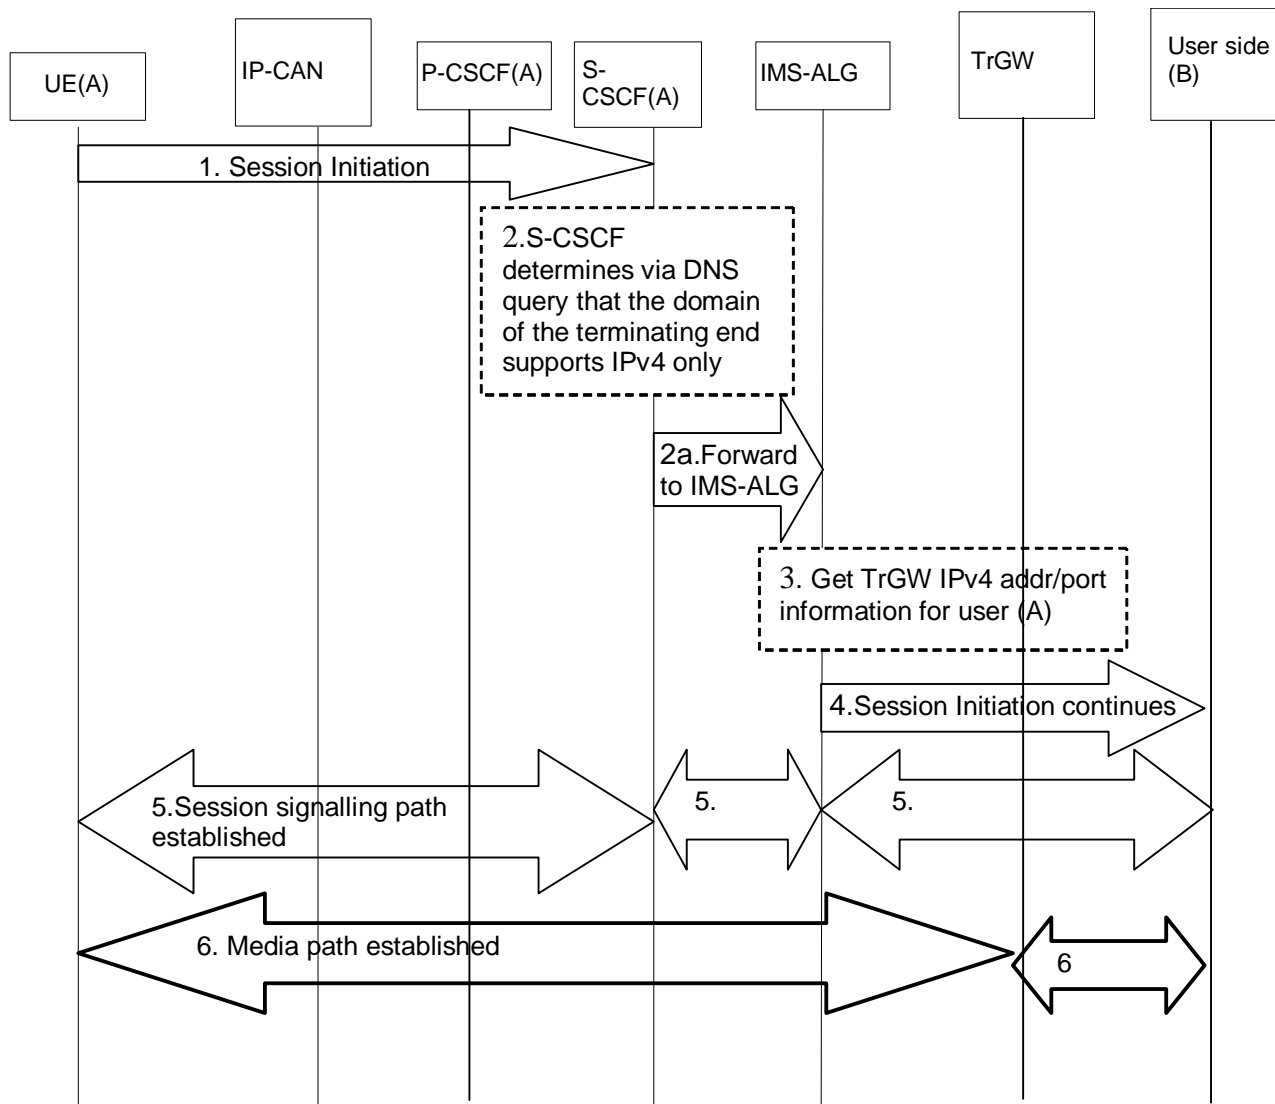 UE(A)
IP-CAN
P-CSCF(A)
S-
CSCF(A)
IMS-ALG
TrGW
User side
(B)
1. Session Initiation
2.S-CSCF
determines via DNS
query that the domain
of the terminating end
supports IPv4 only
2a.Forward
to IMS-ALG
3. Get TrGW IPv4 addr/port
information for user (A)
4.Session Initiation continues
5.Session signalling path
established
5.
5.
6. Media path established
6